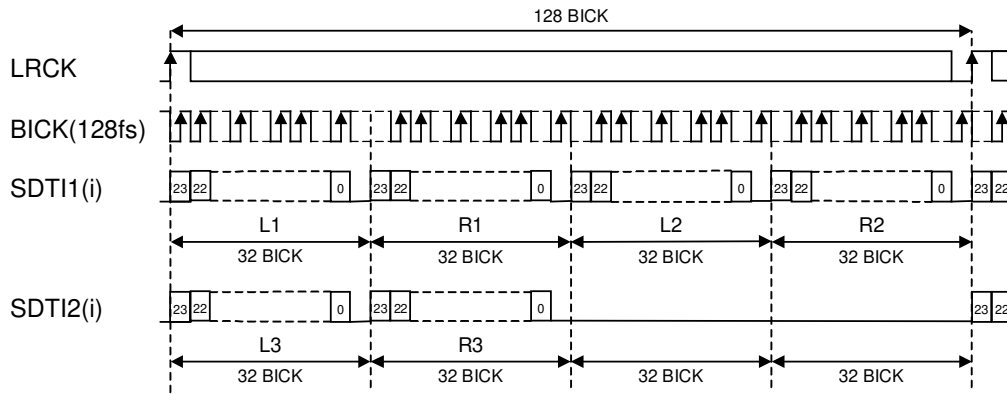 128 BICK
LRCK
BICK(128fs)
SDTI1(i) 23 22 0 23 22 0 23 22 0 23 22 0 23 22
L1 R1 L2 R2
32 BICK 32 BICK 32 BICK 32 BICK
SDTI2(i) 23 22 0 23 22 0 23 22
L3 R3
32 BICK 32 BICK 32 BICK 32 BICK